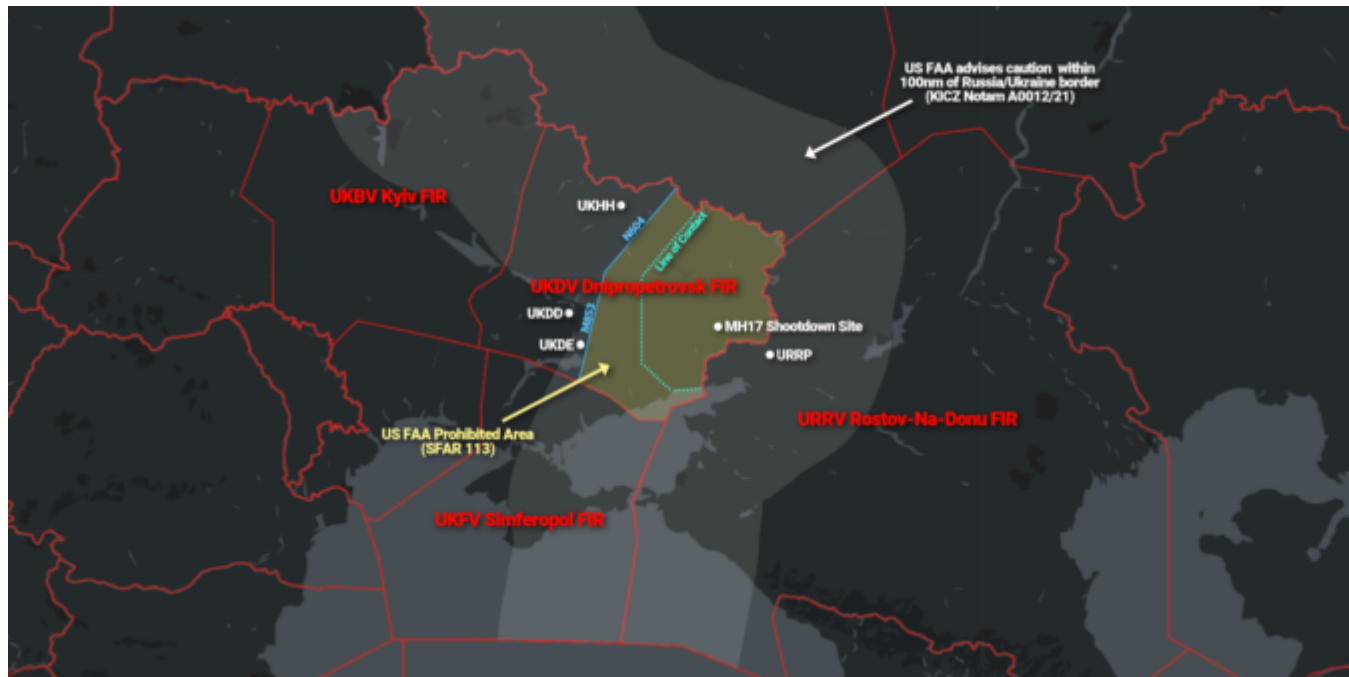 US FAA advises caution within
100nm of Russia/Ukraine border
(KICZ Notam A0012/21)
UKBV Kyiv FIR
UKHH
N604
Line of Contact
UKDV Dnipropetrovsk FIR
UKDD
M853
MH17 Shootdown Site
UKDE
URRP
URRV Rostov-Na-Donu FIR
US FAA Prohibited Area
(SFAR 113)
UKFV Simferopol FIR